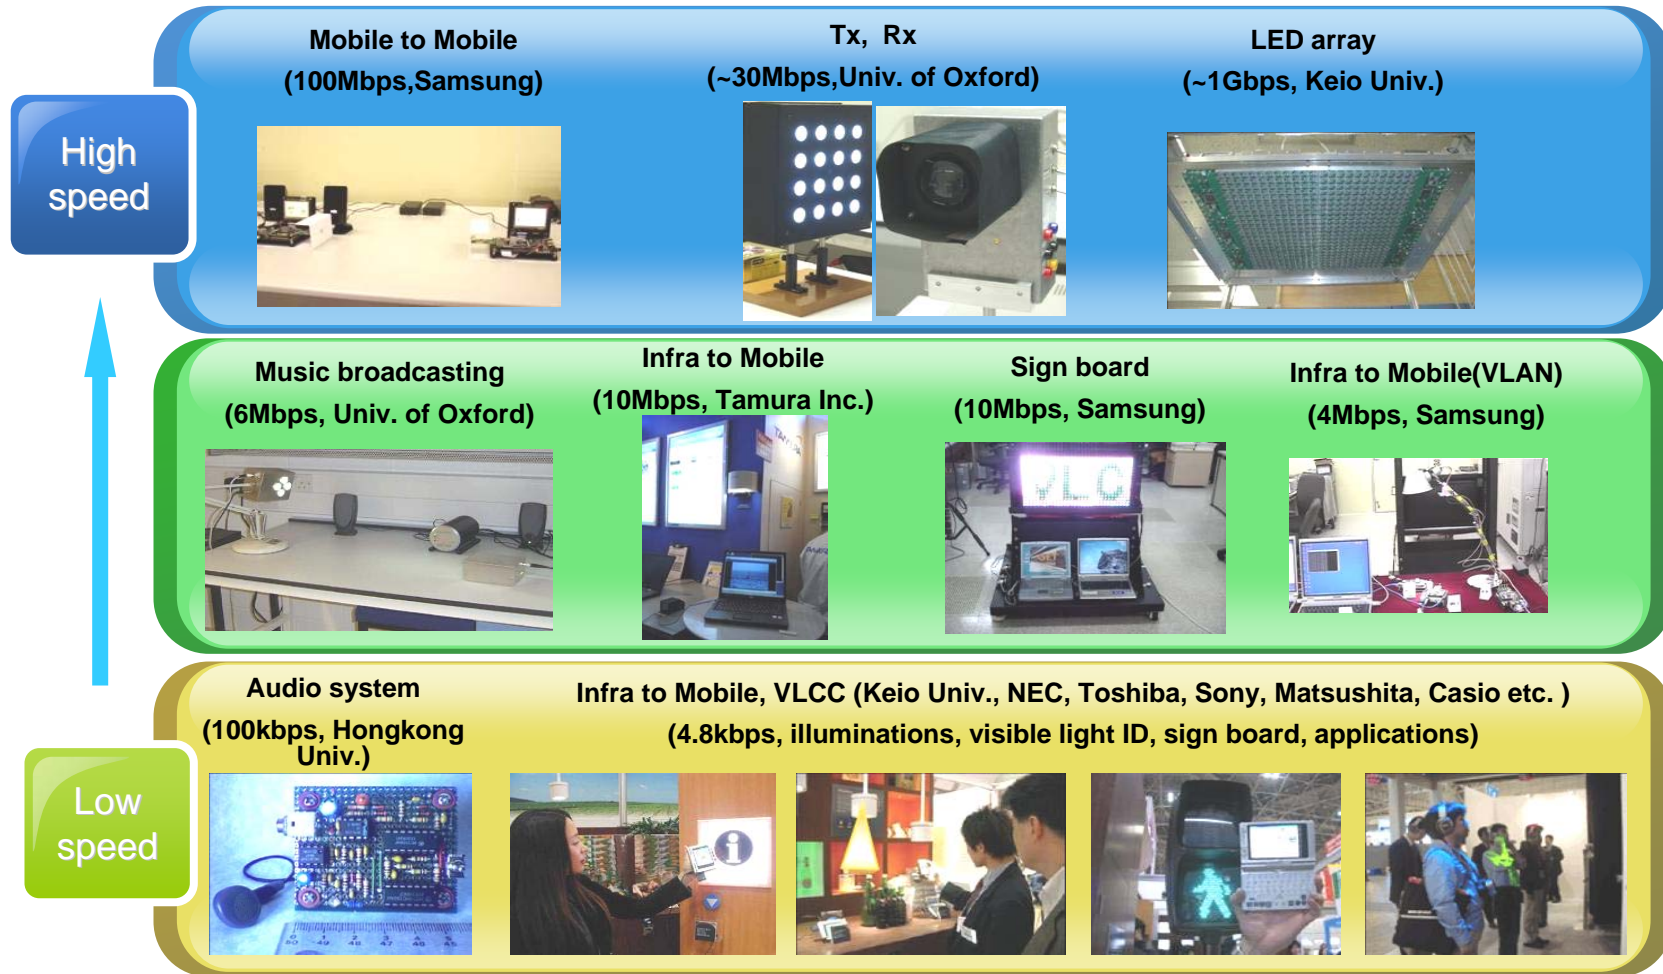 Mobile to Mobile
(100Mbps,Samsung)
Tx, Rx
(~30Mbps,Univ. of Oxford)
LED array
(~1Gbps, Keio Univ.)
High
speed
Music broadcasting
(6Mbps, Univ. of Oxford)
Infra to Mobile
(10Mbps, Tamura Inc.)
Sign board
(10Mbps, Samsung)
Infra to Mobile(VLAN)
(4Mbps, Samsung)
VLC
Audio system
(100kbps, Hongkong
Univ.)
Infra to Mobile, VLCC (Keio Univ., NEC, Toshiba, Sony, Matsushita, Casio etc. )
(4.8kbps, illuminations, visible light ID, sign board, applications)
Low
speed
i